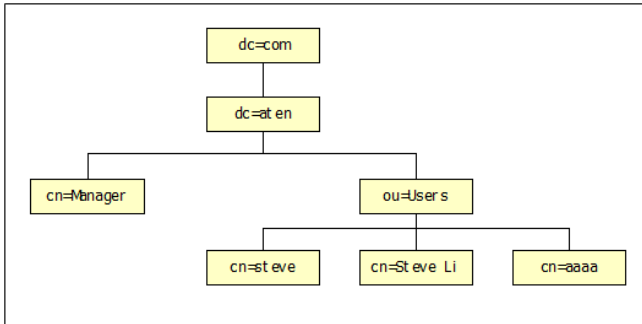 dc=com
dc=aten
cn=Manager
ou=Users
cn=steve
cn=Steve Li
cn=aaaa